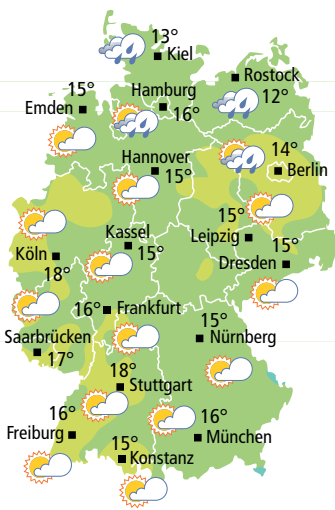 13°
Kiel
15°
Emden
Hamburg
16°
Rostock
12°
Hannover
15°
14°
Berlin
Kassel
15°
15°
Leipzig
15°
Dresden
Köln
18°
16°
Frankfurt
15°
Nürnberg
Saarbrücken
17°
18°
Stuttgart
16°
Freiburg
16°
München
15°
Konstanz